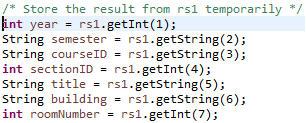 /* Store the result from rs1 temporarily */
int year = rs1.getInt(1);
String semester = rs1.getString(2);
String courseID = rs1.getString(3);
int sectionID = rs1.getInt(4);
String title = rs1.getString(5);
String building = rs1.getString(6);
int roomNumber = rs1.getInt(7);